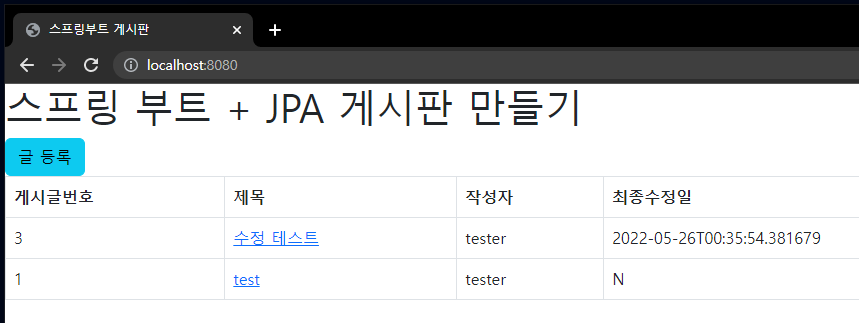 스프링부트 게시판
localhost:8080
스프링 부트 + JPA 게시판 만들기
글 등록
게시글번호 제목 작성자 최종수정일
3 수정 테스트 tester 2022-05-26T00:35:54.381679
1 test tester N